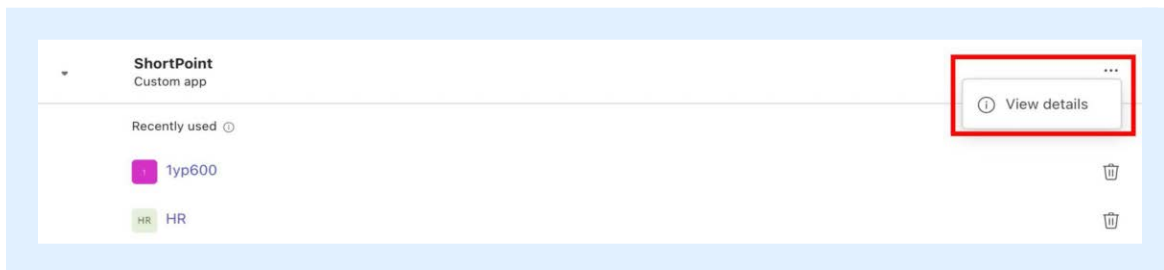 ShortPoint
Custom app
...
View details
Recently used
1yp600
HR HR